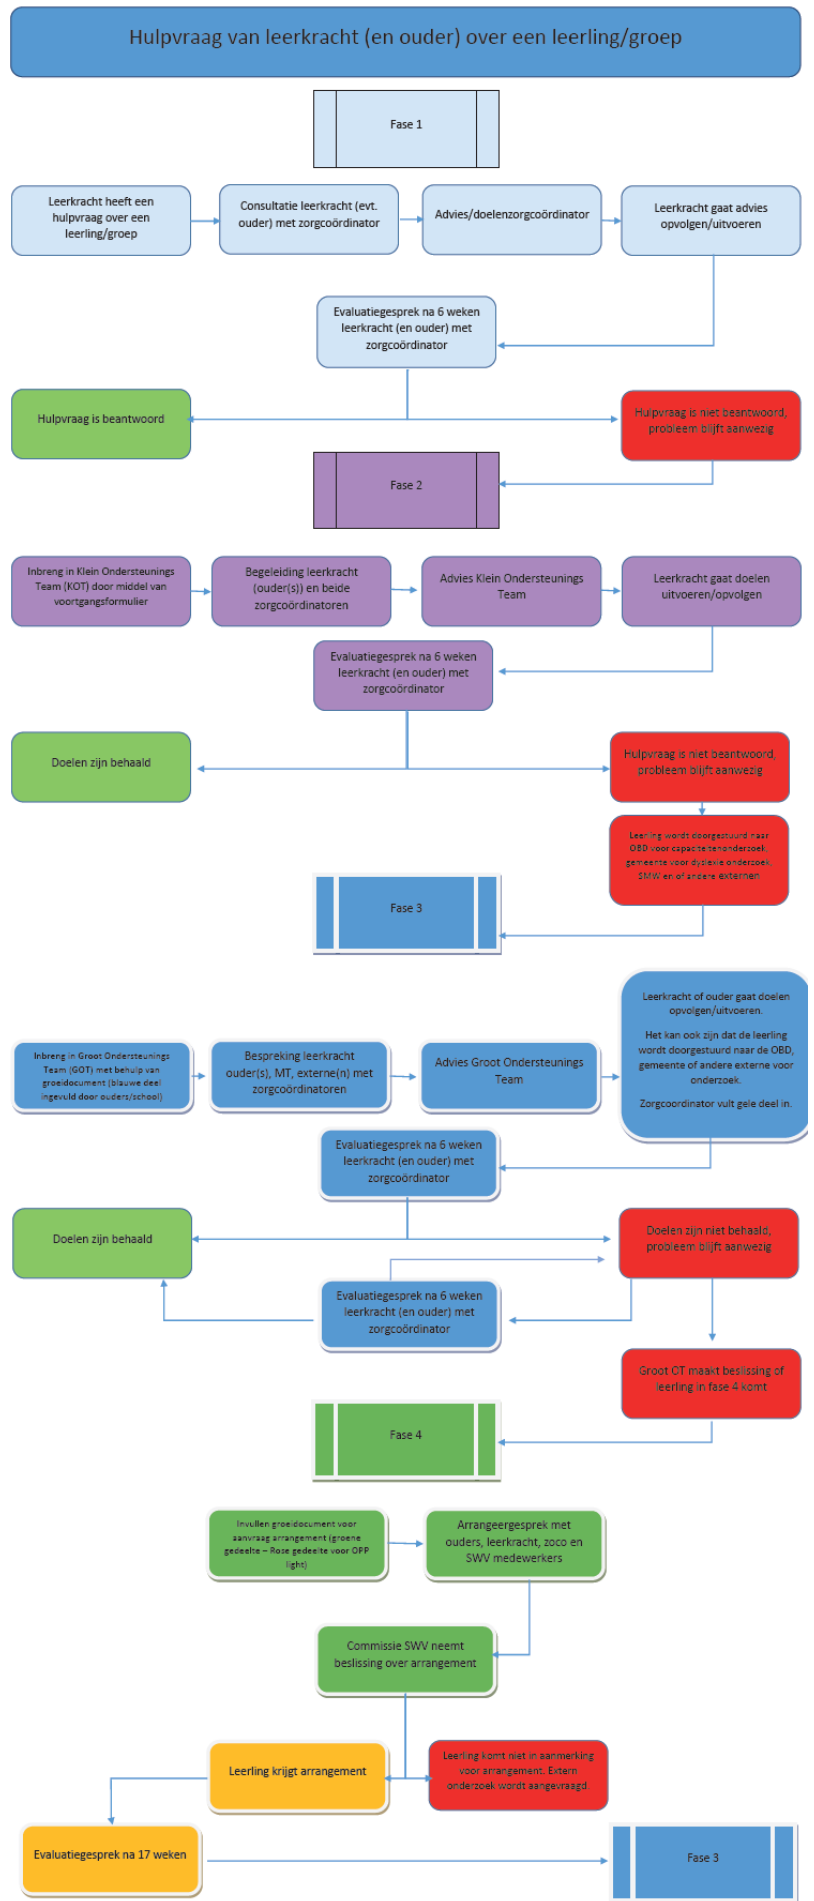 Hulpvraag van leerkracht (en ouder) over een leerling/groep
Fase 1
Leerkracht heeft een
hulpvraag over een
leerling/groep
Consultatie leerkracht (evt.
ouder) met zorgcoördinator
Advies/doelenzorgcoördinator
Leerkracht gaat advies
opvolgen/uitvoeren
Evaluatiegesprek na 6 weken
leerkracht (en ouder) met
zorgcoördinator
Hulpvraag is beantwoord
Hulpvraag is niet beantwoord,
probleem blijft aanwezig
Fase 2
Inbreng in Klein Ondersteunings
Team (KOT) door middel van
voortgangsformulier
Begeleiding leerkracht
(ouder(s)) en beide
zorgcoördinatoren
Advies Klein Ondersteunings
Team
Leerkracht gaat doelen
uitvoeren/opvolgen
Evaluatiegesprek na 6 weken
leerkracht (en ouder) met
zorgcoördinator
Doelen zijn behaald
Hulpvraag is niet beantwoord,
probleem blijft aanwezig
Leerling wordt doorgestuurd naar
OBD voor capaciteitenonderzoek,
gemeente voor dyslexie onderzoek,
SMW en of andere externen
Fase 3
Inbreng in Groot Ondersteunings
Team (GOT) met behulp van
groeidocument (blauwe deel
ingevuld door ouders/school)
Bespreking leerkracht
ouder(s), MT, externe(n) met
zorgcoördinatoren
Advies Groot Ondersteunings
Team
Leerkracht of ouder gaat doelen
opvolgen/uitvoeren.
Het kan ook zijn dat de leerling
wordt doorgestuurd naar de OBD,
gemeente of andere externe voor
onderzoek.
Zorgcoordinator vult gele deel in.
Evaluatiegesprek na 6 weken
leerkracht (en ouder) met
zorgcoördinator
Doelen zijn behaald
Doelen zijn niet behaald,
probleem blijft aanwezig
Evaluatiegesprek na 6 weken
leerkracht (en ouder) met
zorgcoördinator
Groot OT maakt beslissing of
leerling in fase 4 komt
Fase 4
Invullen groeidocument voor
aanvraag arrangement (groene
gedeelte – Rose gedeelte voor OPP
light)
Arrangeergesprek met
ouders, leerkracht, zoco en
SWV medewerkers
Commissie SWV neemt
beslissing over arrangement
Leerling krijgt arrangement
Leerling komt niet in aanmerking
voor arrangement. Extern
onderzoek wordt aangevraagd.
Evaluatiegesprek na 17 weken
Fase 3